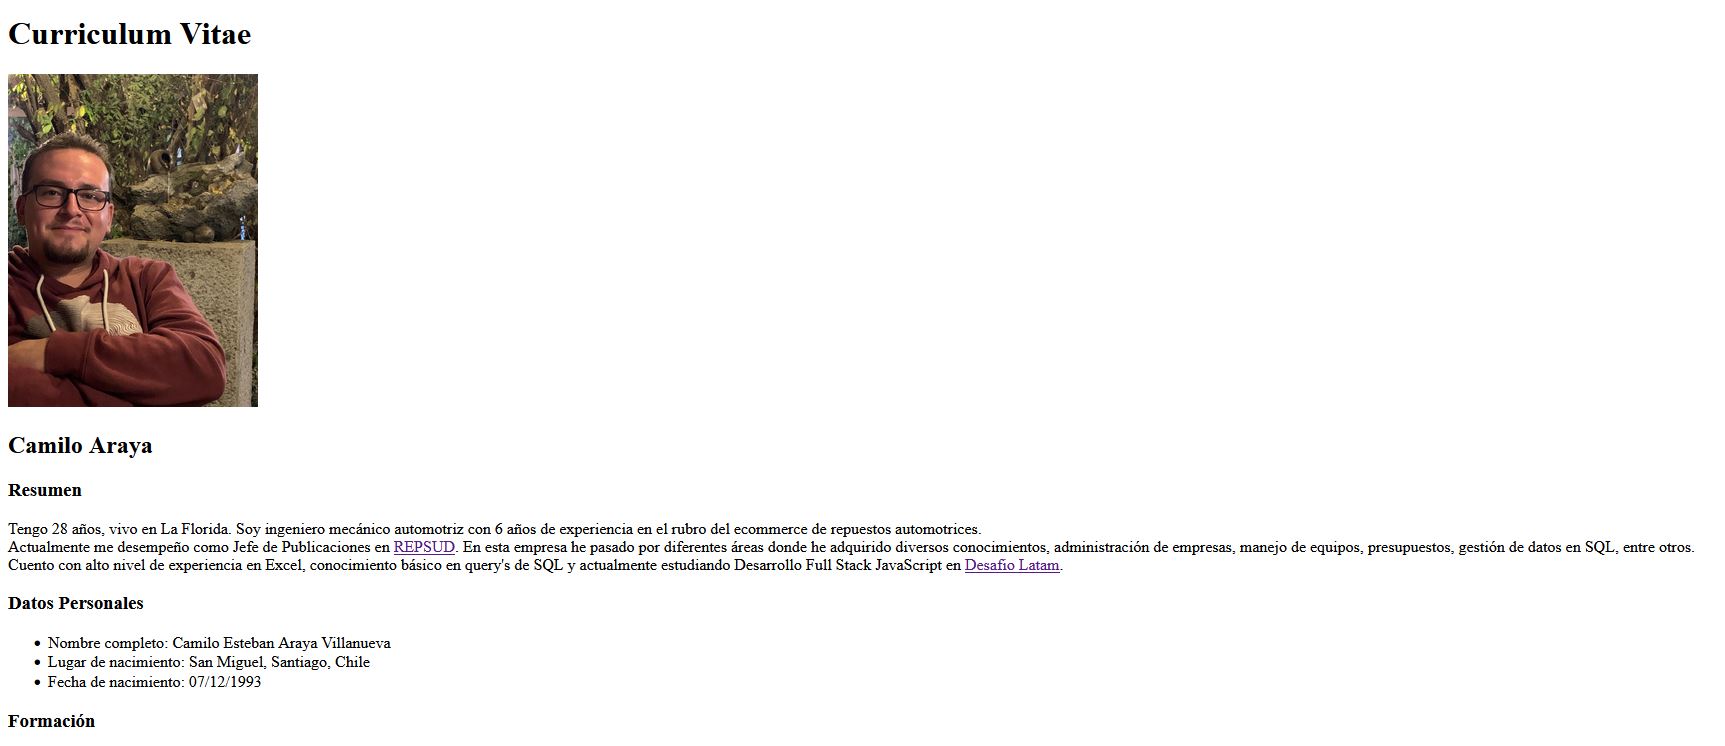 Curriculum Vitae
Camilo Araya
Resumen
Tengo 28 años, vivo en La Florida. Soy ingeniero mecánico automotriz con 6 años de experiencia en el rubro del ecommerce de repuestos automotrices.
Actualmente me desempeño como Jefe de Publicaciones en REPSUD. En esta empresa he pasado por diferentes áreas donde he adquirido diversos conocimientos, administración de empresas, manejo de equipos, presupuestos, gestión de datos en SQL, entre otros.
Cuento con alto nivel de experiencia en Excel, conocimiento básico en query's de SQL y actualmente estudiando Desarrollo Full Stack JavaScript en Desafío Latam.
Datos Personales
• Nombre completo: Camilo Esteban Araya Villanueva
• Lugar de nacimiento: San Miguel, Santiago, Chile
• Fecha de nacimiento: 07/12/1993
Formación